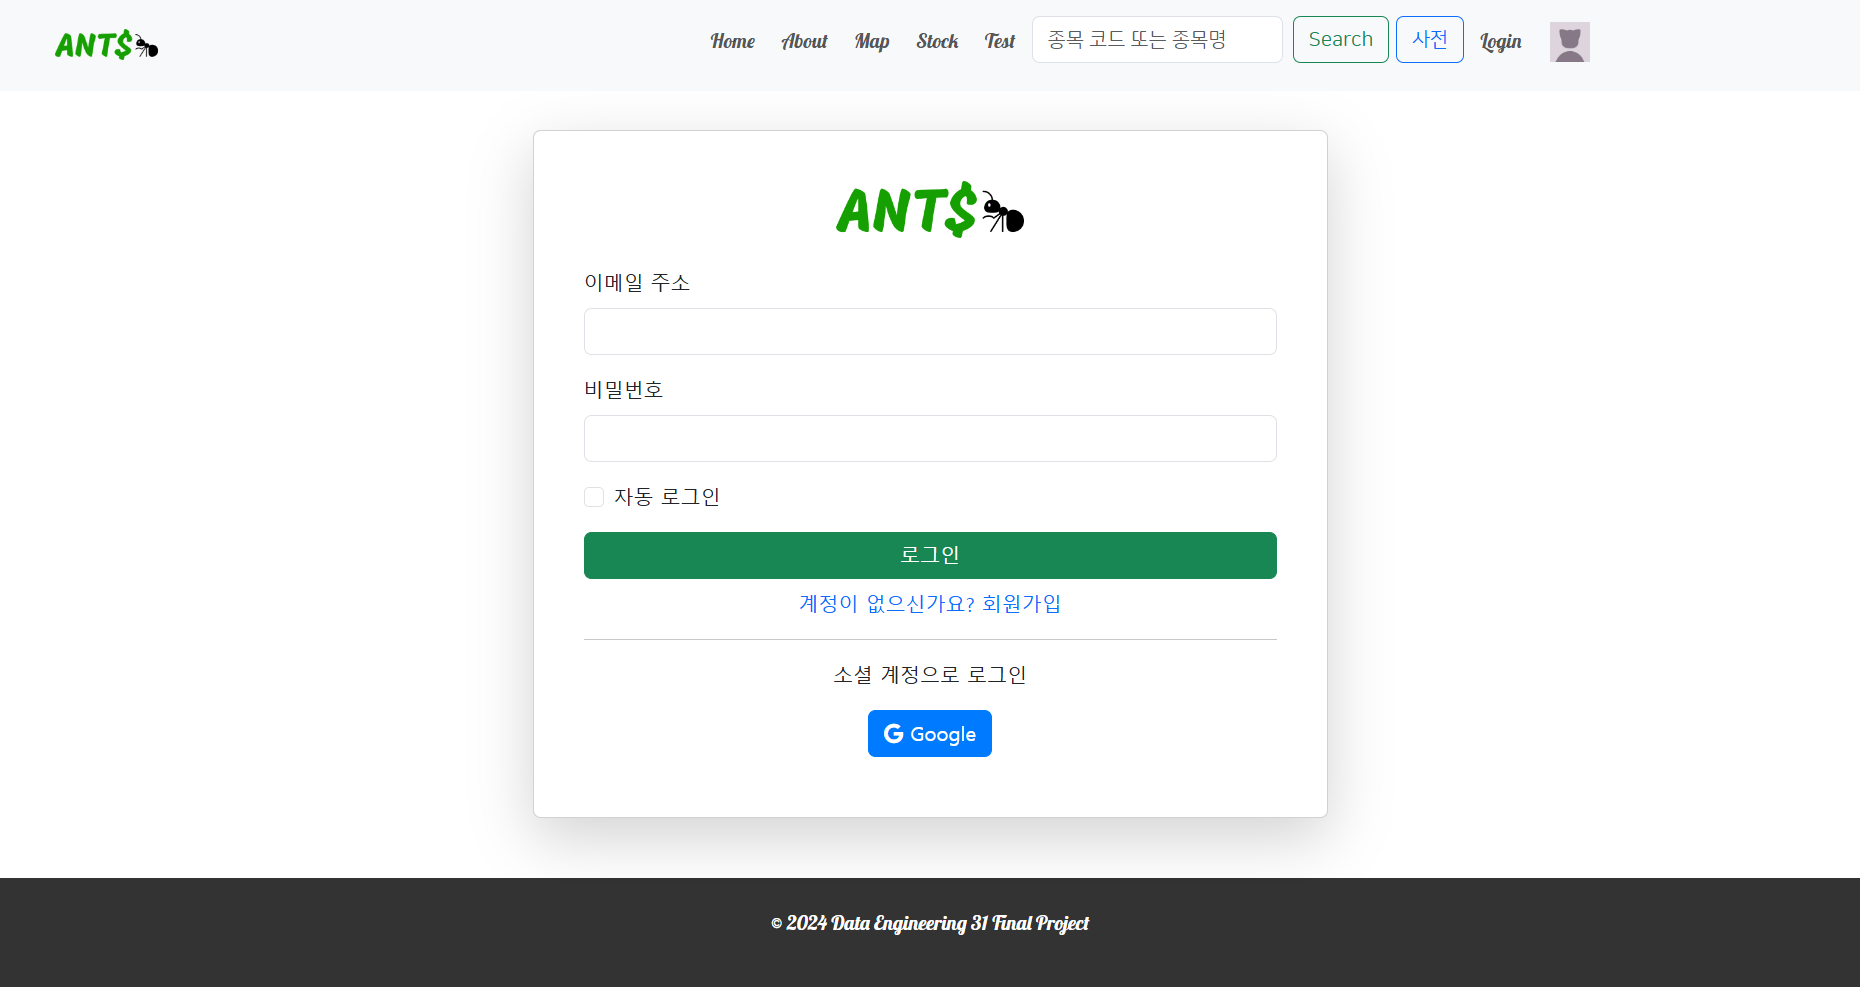 ANT$ Home About Map Stock Test 종목 코드 또는 종목명 Search 사전 Login
ANT$
이메일 주소
비밀번호
자동 로그인
로그인
계정이 없으신가요? 회원가입
소셜 계정으로 로그인
G Google
© 2024 Data Engineering 31 Final Project